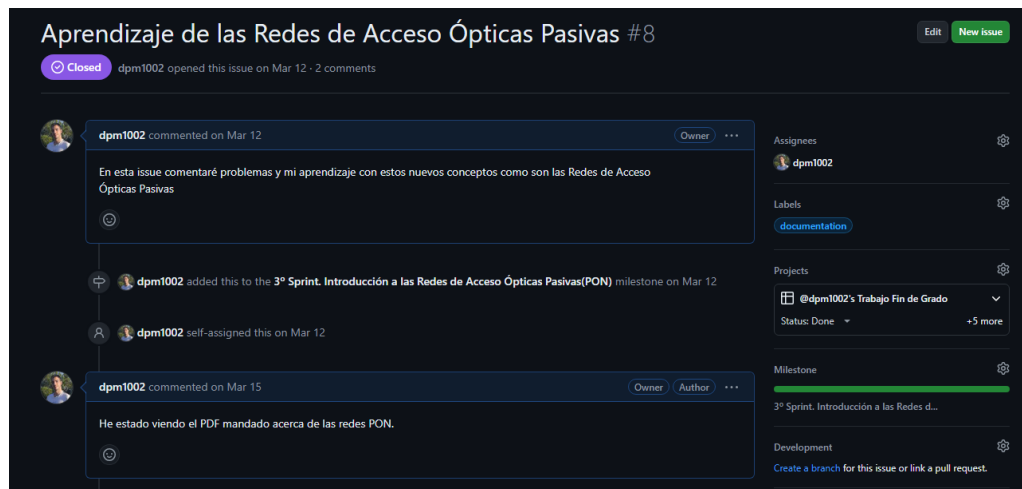 Aprendizaje de las Redes de Acceso Ópticas Pasivas #8
Edit
New issue
Closed
dpm1002 opened this issue on Mar 12 · 2 comments
dpm1002 commented on Mar 12
Owner
En esta issue comentaré problemas y mi aprendizaje con estos nuevos conceptos como son las Redes de Acceso
Ópticas Pasivas
dpm1002 added this to the 3º Sprint. Introducción a las Redes de Acceso Ópticas Pasivas(PON) milestone on Mar 12
dpm1002 self-assigned this on Mar 12
dpm1002 commented on Mar 15
Owner
Author
He estado viendo el PDF mandado acerca de las redes PON.
Assignees
dpm1002
Labels
documentation
Projects
@dpm1002's Trabajo Fin de Grado
Status: Done
+5 more
Milestone
3º Sprint. Introducción a las Redes d...
Development
Create a branch for this issue or link a pull request.